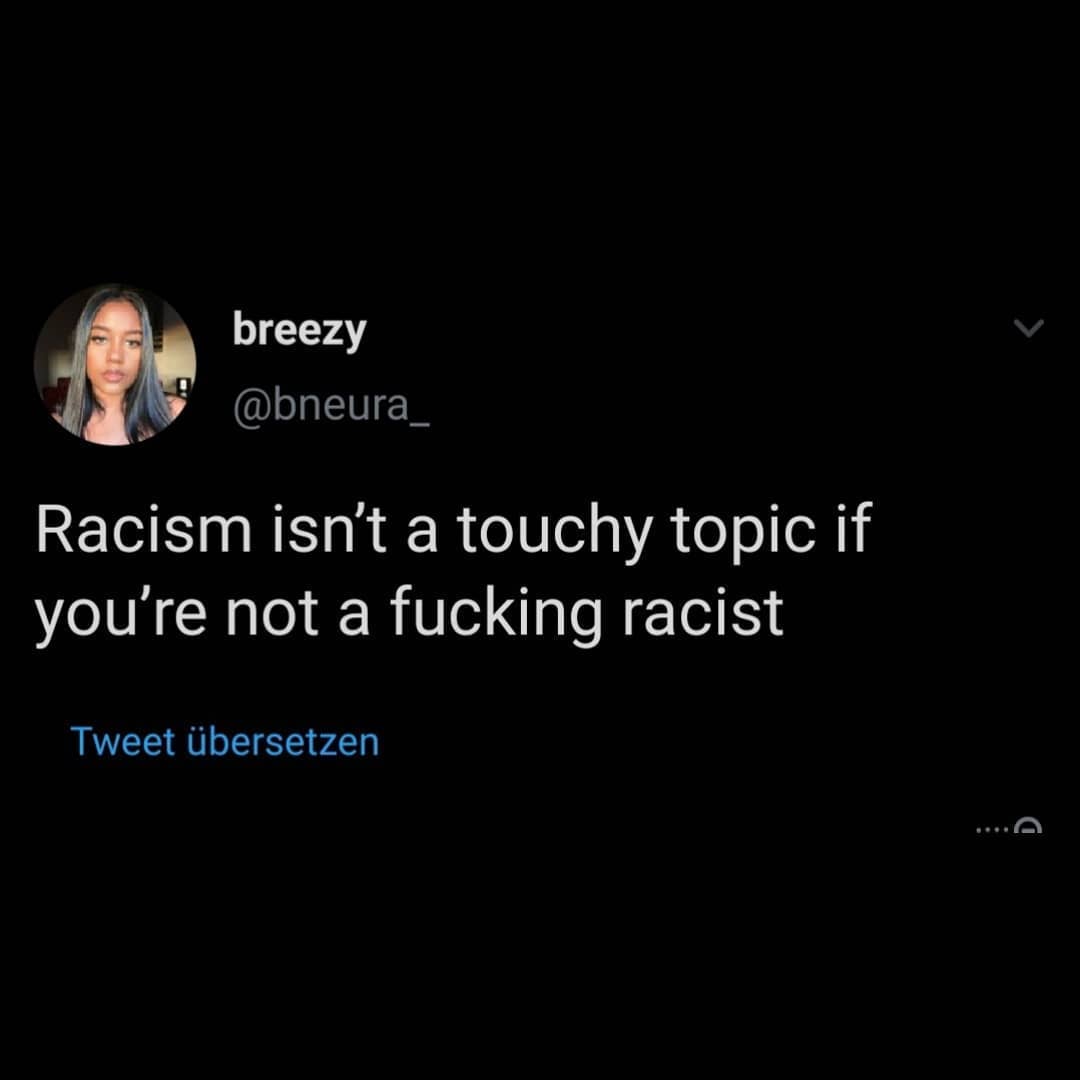 breezy
@bneura_
Racism isn’t a touchy topic if
you’re not a fucking racist
Tweet übersetzen